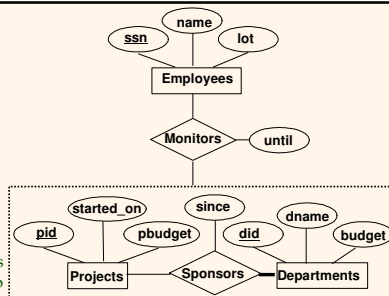 name
ssn
lot
Employees
Monitors
until
started_on
since
dname
pid
pbudget
did
budget
Projects
Sponsors
Departments